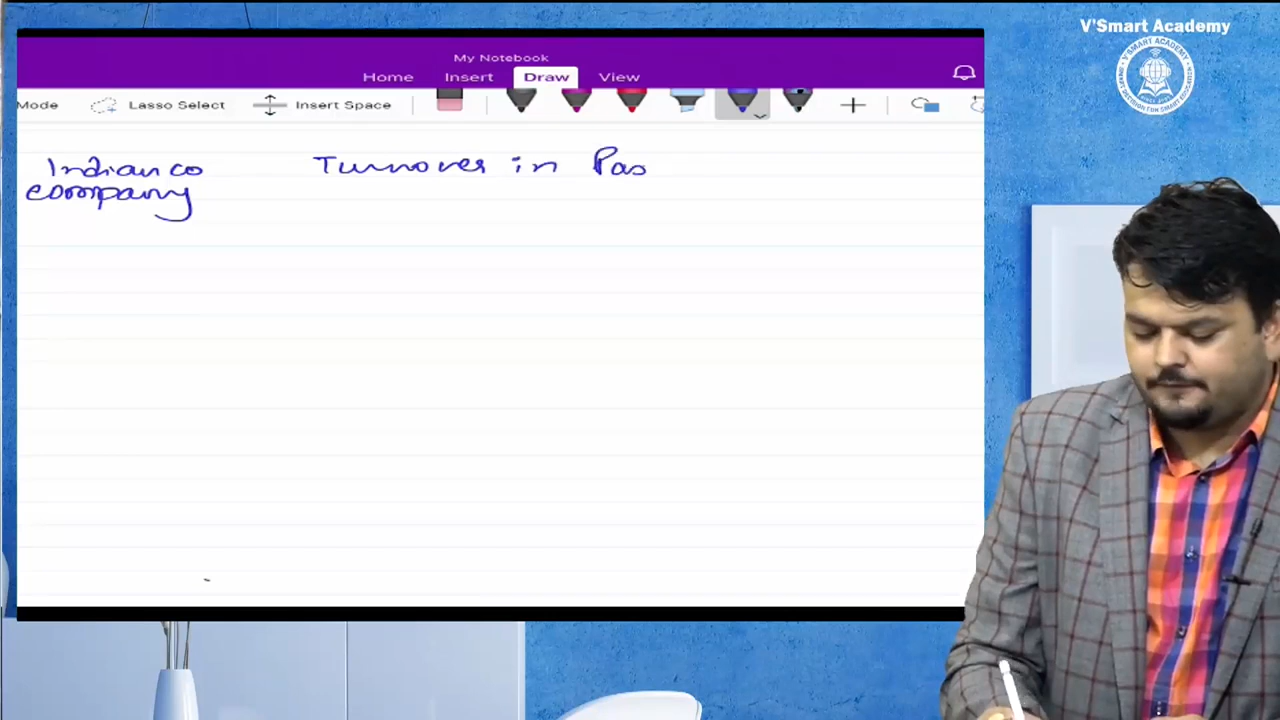 V'Smart Academy
My Notebook
Home Insert Draw View
Mode Lasso Select Insert Space
Indian co Turnover in Pas
company